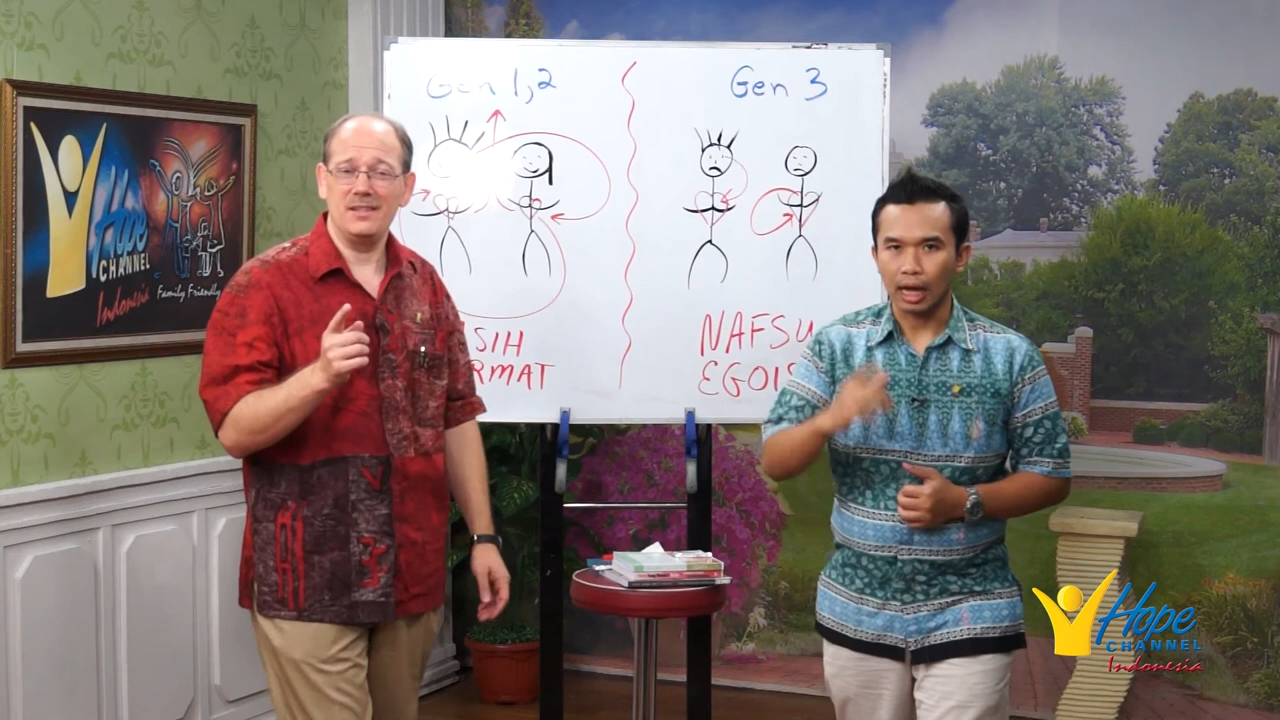 Gen 1,2
Gen 3
SIH
RMAT
NAFSU
EGOIS
Hope
CHANNEL
Indonesia
Family Friendly
Hope
CHANNEL
Indonesia